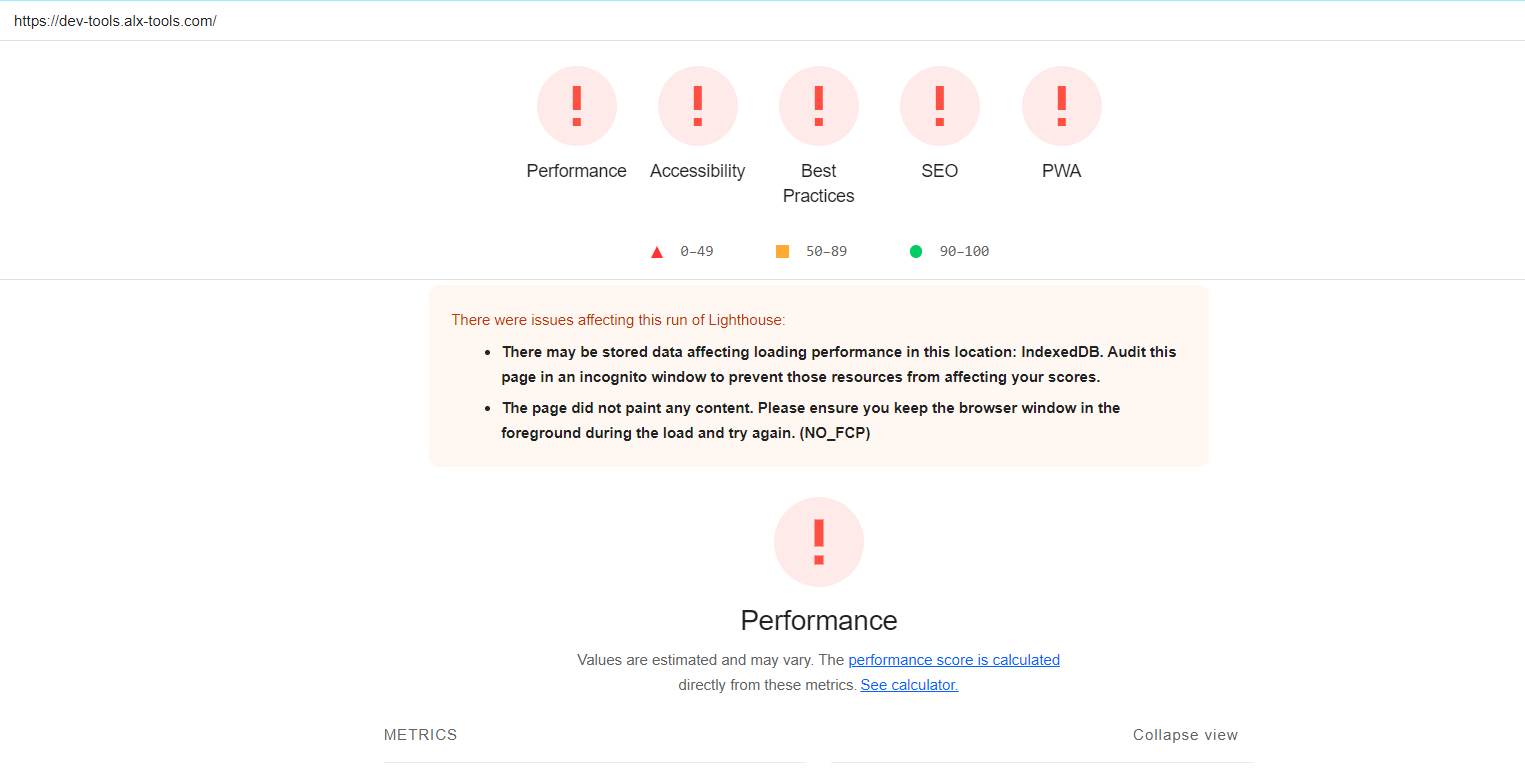 https://dev-tools.alx-tools.com/
Performance
Accessibility
Best
Practices
SEO
PWA
0–49
50–89
90–100
There were issues affecting this run of Lighthouse:
• There may be stored data affecting loading performance in this location: IndexedDB. Audit this
page in an incognito window to prevent those resources from affecting your scores.
• The page did not paint any content. Please ensure you keep the browser window in the
foreground during the load and try again. (NO_FCP)
Performance
Values are estimated and may vary. The performance score is calculated
directly from these metrics. See calculator.
METRICS
Collapse view